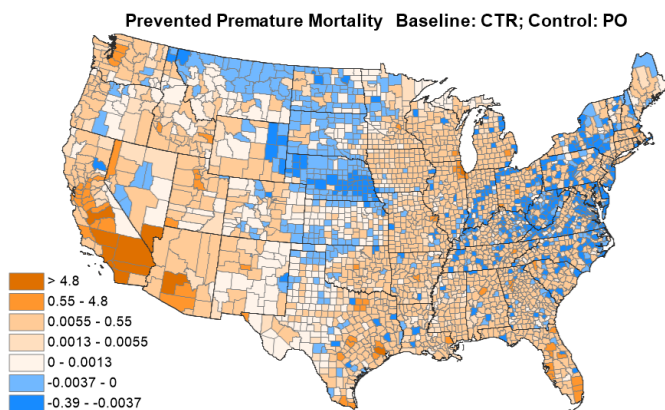 Prevented Premature Mortality Baseline: CTR; Control: PO
> 4.8
0.55 - 4.8
0.0055 - 0.55
0.0013 - 0.0055
0 - 0.0013
-0.0037 - 0
-0.39 - -0.0037